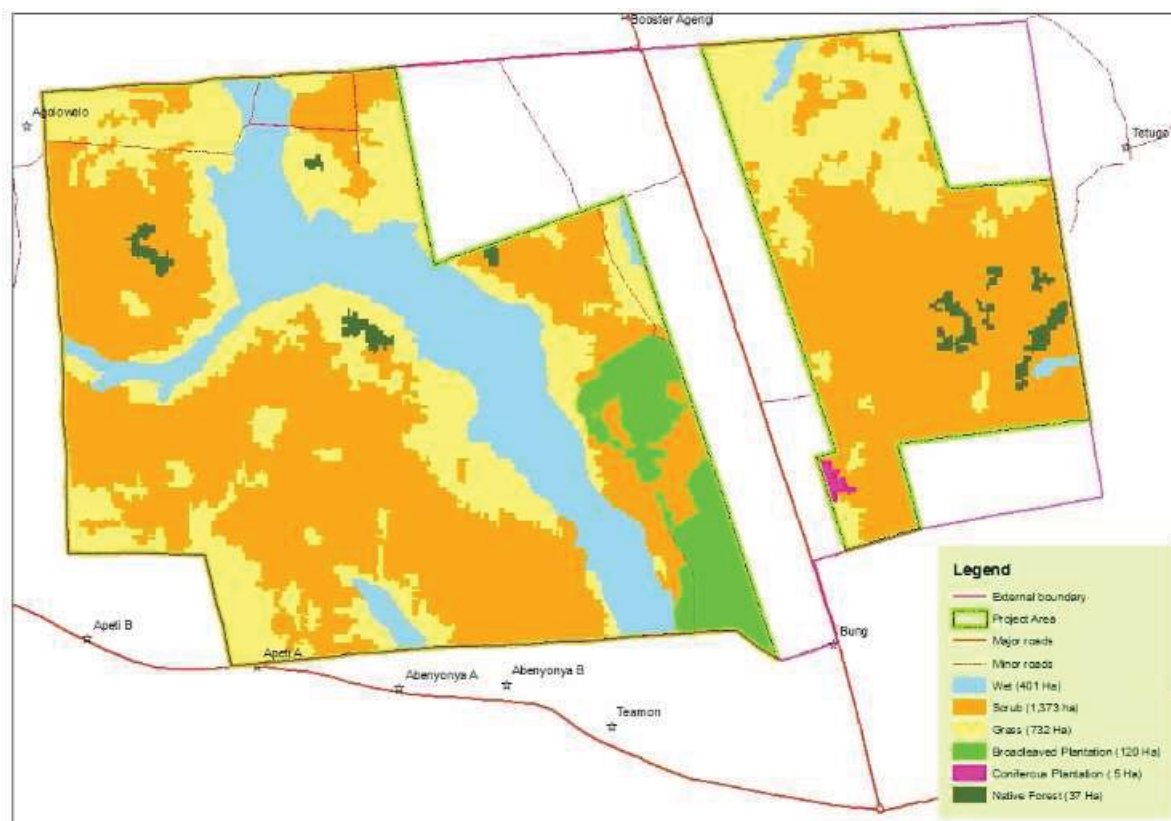 Booster Agengi
Agolowelo
Tetugo
Apeti B
Apeti A
Abenyonya A
Abenyonya B
Teamon
Bung
Legend
External boundary
Project Area
Major roads
Minor roads
Wet (401 Ha)
Scrub (1,373 ha)
Grass (732 Ha)
Broadleaved Plantation (120 Ha)
Coniferous Plantation ( 5 Ha)
Native Forest (37 Ha)